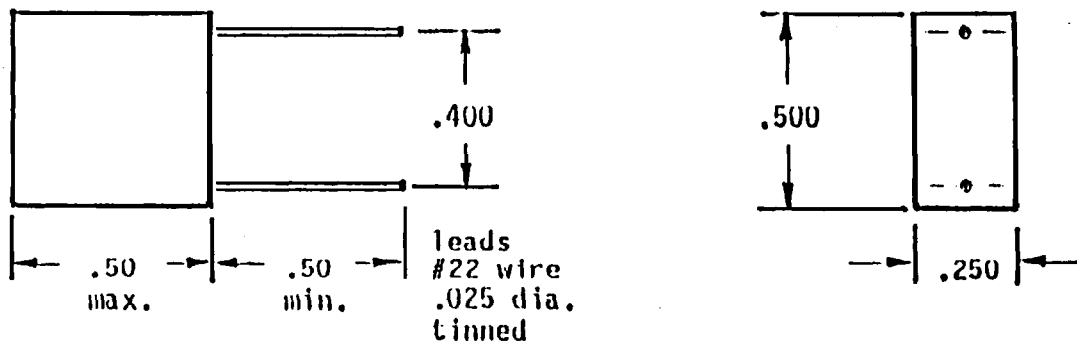 .400
.500
.50
max.
.50
min.
leads
#22 wire
.025 dia.
tinned
.250